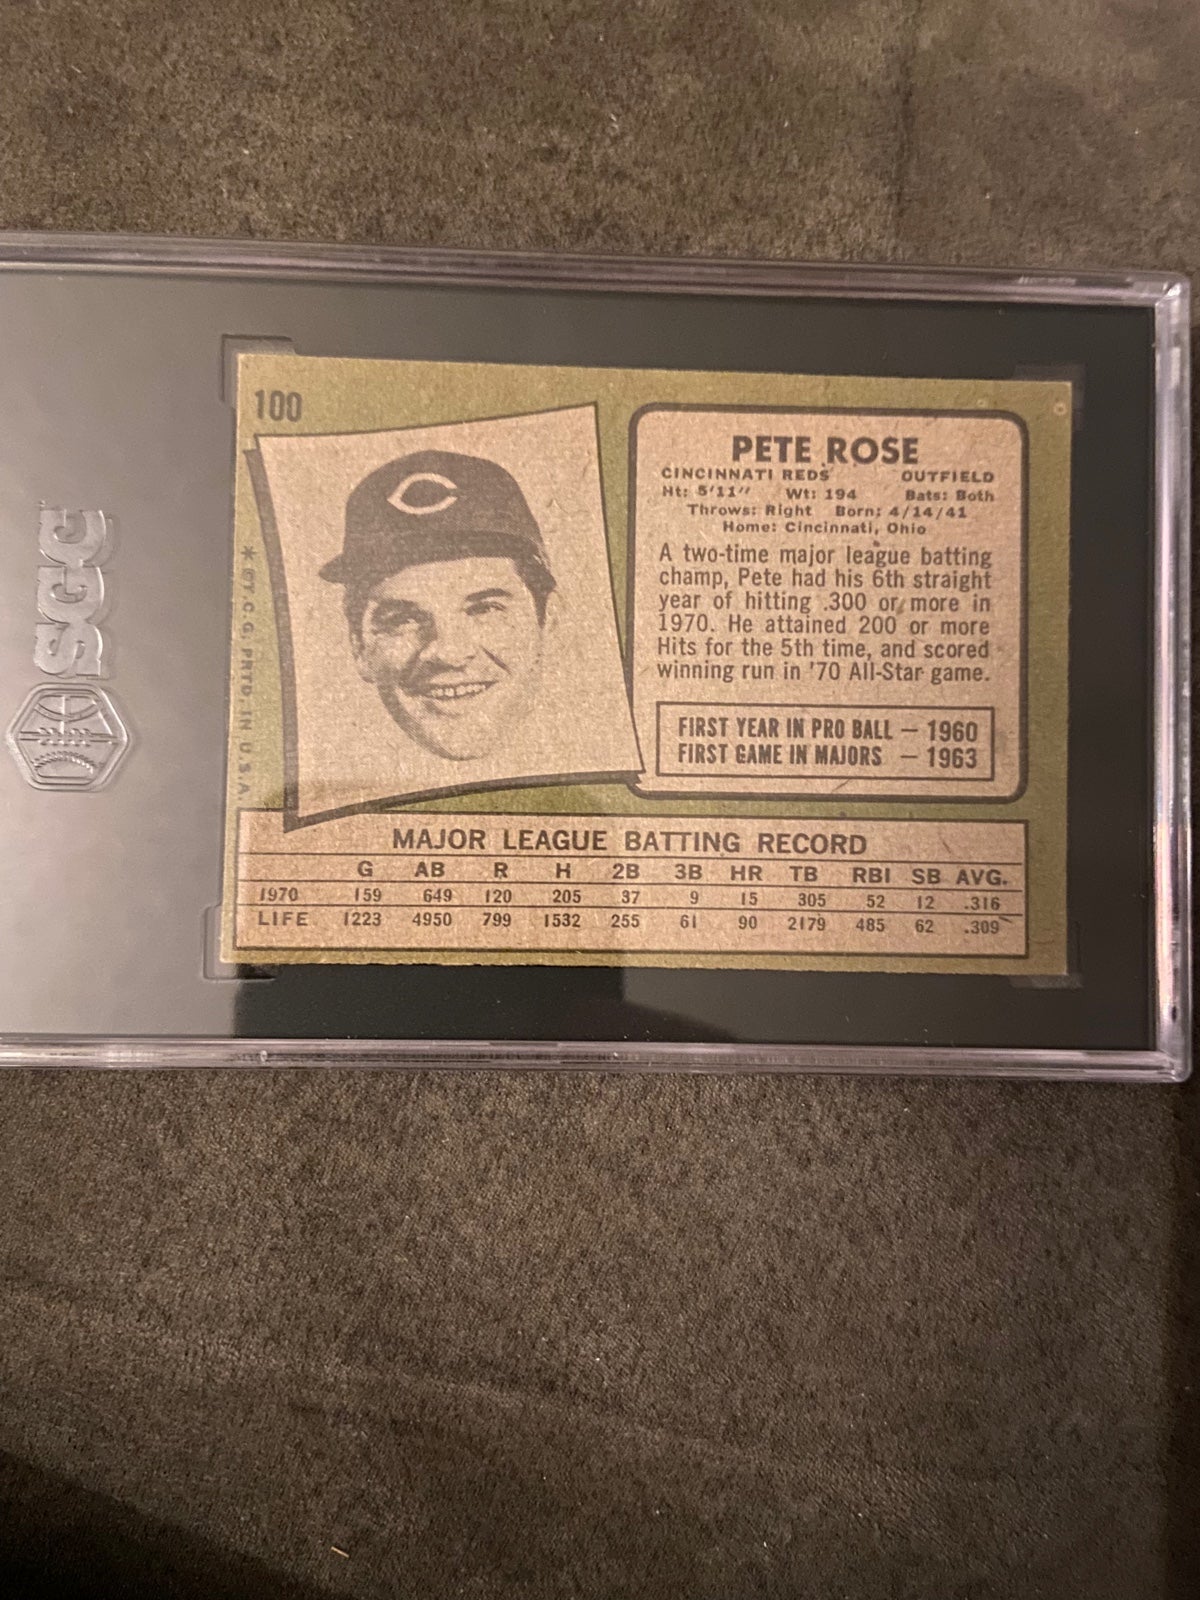 SGC
100
* ©T.C.G. PRTD. IN U.S.A.
PETE ROSE
CINCINNATI REDS OUTFIELD
Ht: 5'11" Wt: 194 Bats: Both
Throws: Right Born: 4/14/41
Home: Cincinnati, Ohio
A two-time major league batting
champ, Pete had his 6th straight
year of hitting .300 or more in
1970. He attained 200 or more
Hits for the 5th time, and scored
winning run in '70 All-Star game.
FIRST YEAR IN PRO BALL — 1960
FIRST GAME IN MAJORS — 1963
MAJOR LEAGUE BATTING RECORD
G AB R H 2B 3B HR TB RBI SB AVG.
1970 159 649 120 205 37 9 15 305 52 12 .316
LIFE 1223 4950 799 1532 255 61 90 2179 485 62 .309